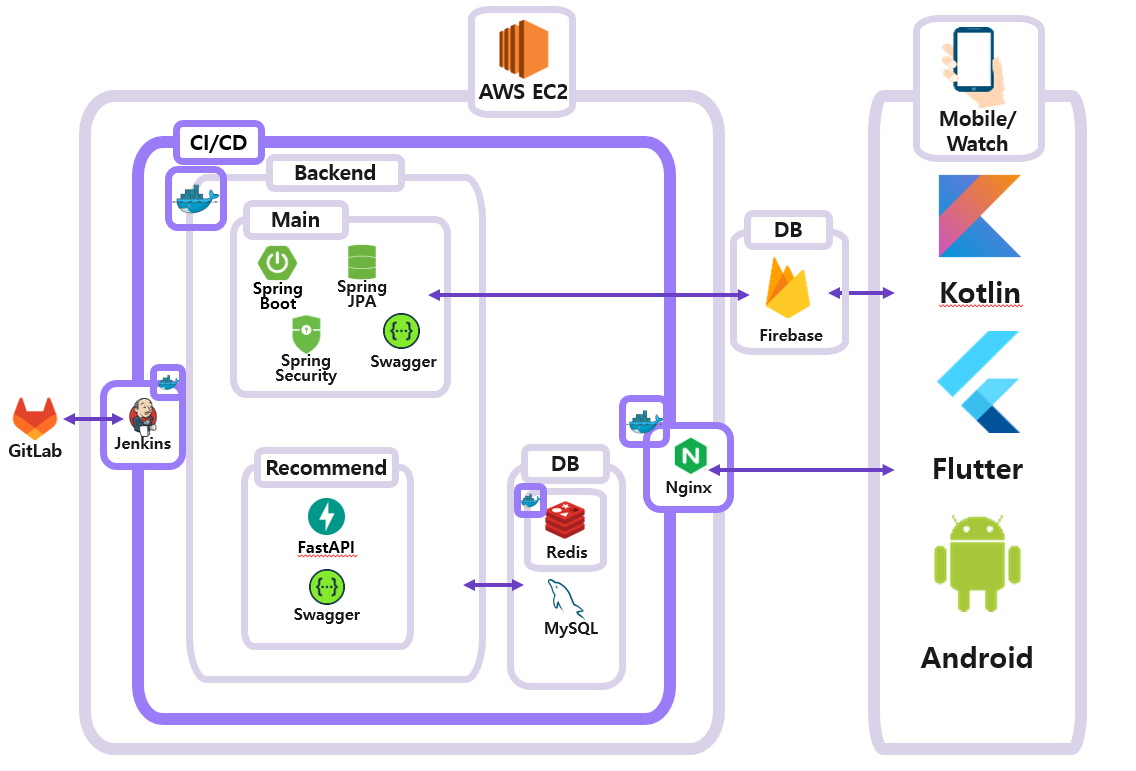 AWS EC2
Mobile/
Watch
CI/CD
Backend
Main
Spring
Boot
Spring
JPA
Spring
Security
Swagger
DB
Firebase
Kotlin
GitLab
Jenkins
Recommend
FastAPI
Swagger
DB
Redis
MySQL
N
Nginx
Flutter
Android